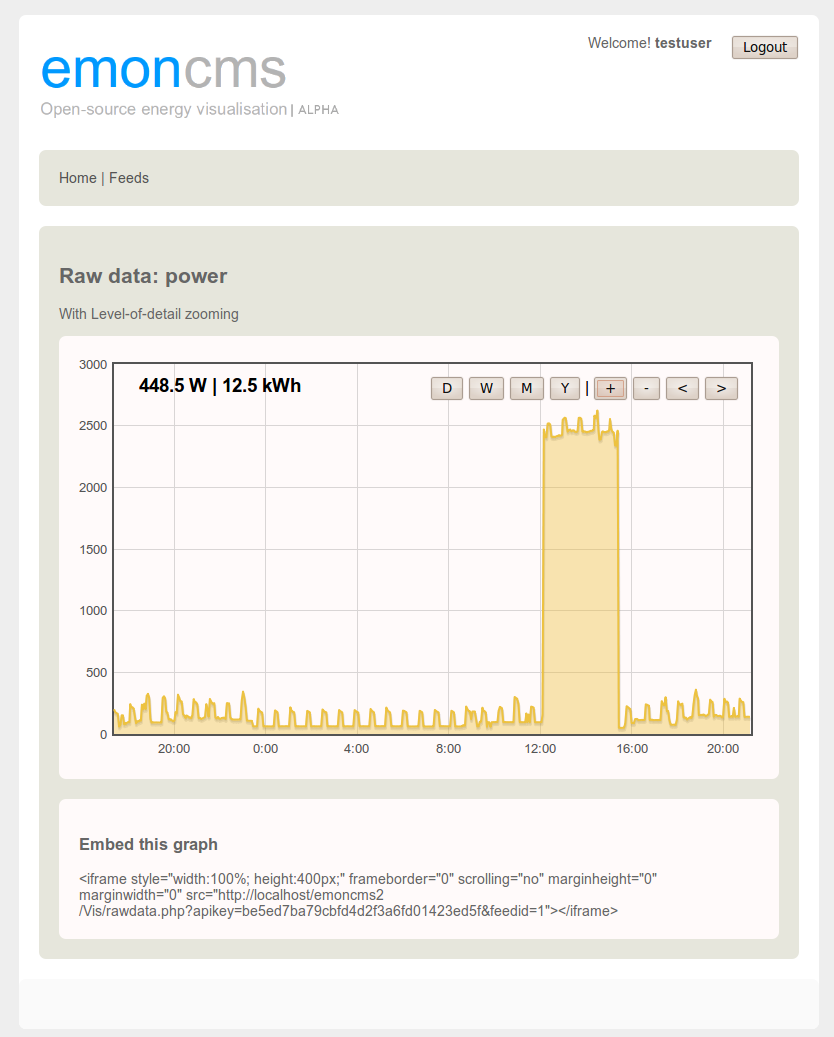 Welcome! testuser
Logout
emoncms
Open-source energy visualisation | ALPHA
Home | Feeds
Raw data: power
With Level-of-detail zooming
448.5 W | 12.5 kWh
D W M Y | + - < >
3000
2500
2000
1500
1000
500
0
20:00 0:00 4:00 8:00 12:00 16:00 20:00
Embed this graph
<iframe style="width:100%; height:400px;" frameborder="0" scrolling="no" marginheight="0"
marginwidth="0" src="http://localhost/emoncms2
/Vis/rawdata.php?apikey=be5ed7ba79cbfd4d2f3a6fd01423ed5f&feedid=1"></iframe>